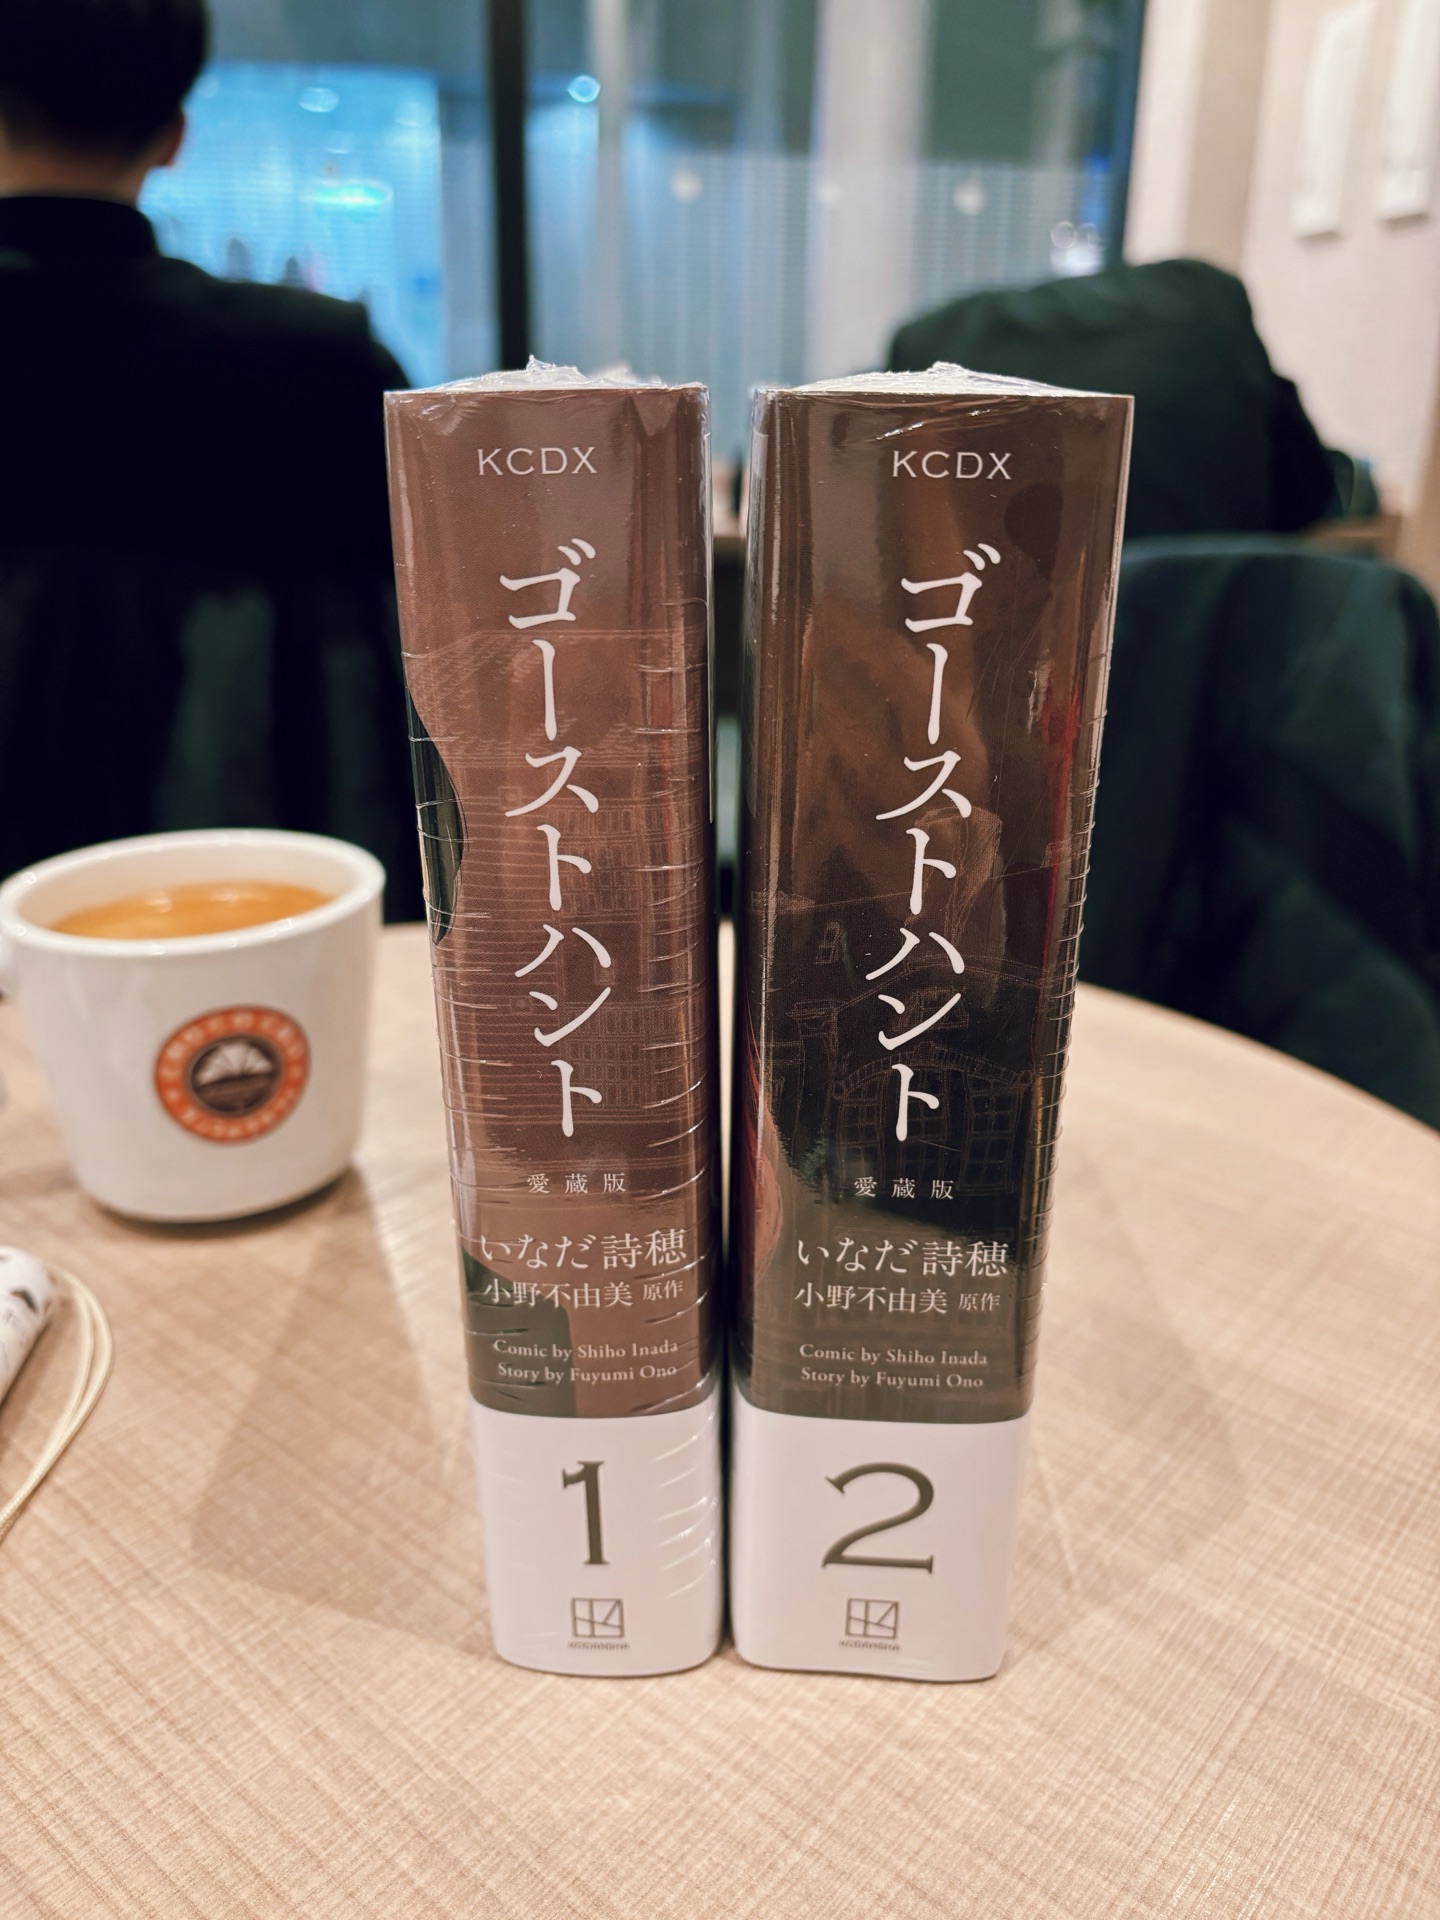 KCDX
ゴーストハント
愛蔵版
いなだ詩穂
小野不由美 原作
Comic by Shiho Inada
Story by Fuyumi Ono
1
KODANSHA
KCDX
ゴーストハント
愛蔵版
いなだ詩穂
小野不由美 原作
Comic by Shiho Inada
Story by Fuyumi Ono
2
KODANSHA